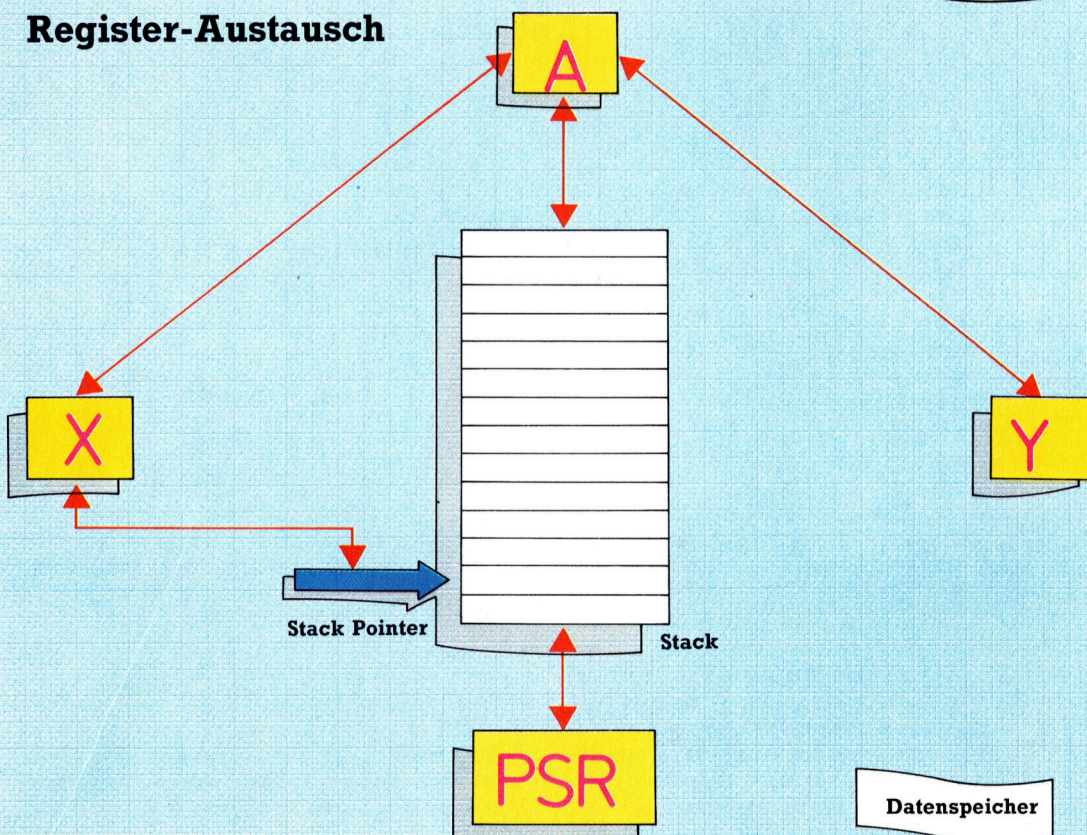 Register-Austausch
A
X
Y
Stack Pointer
Stack
PSR
Datenspeicher